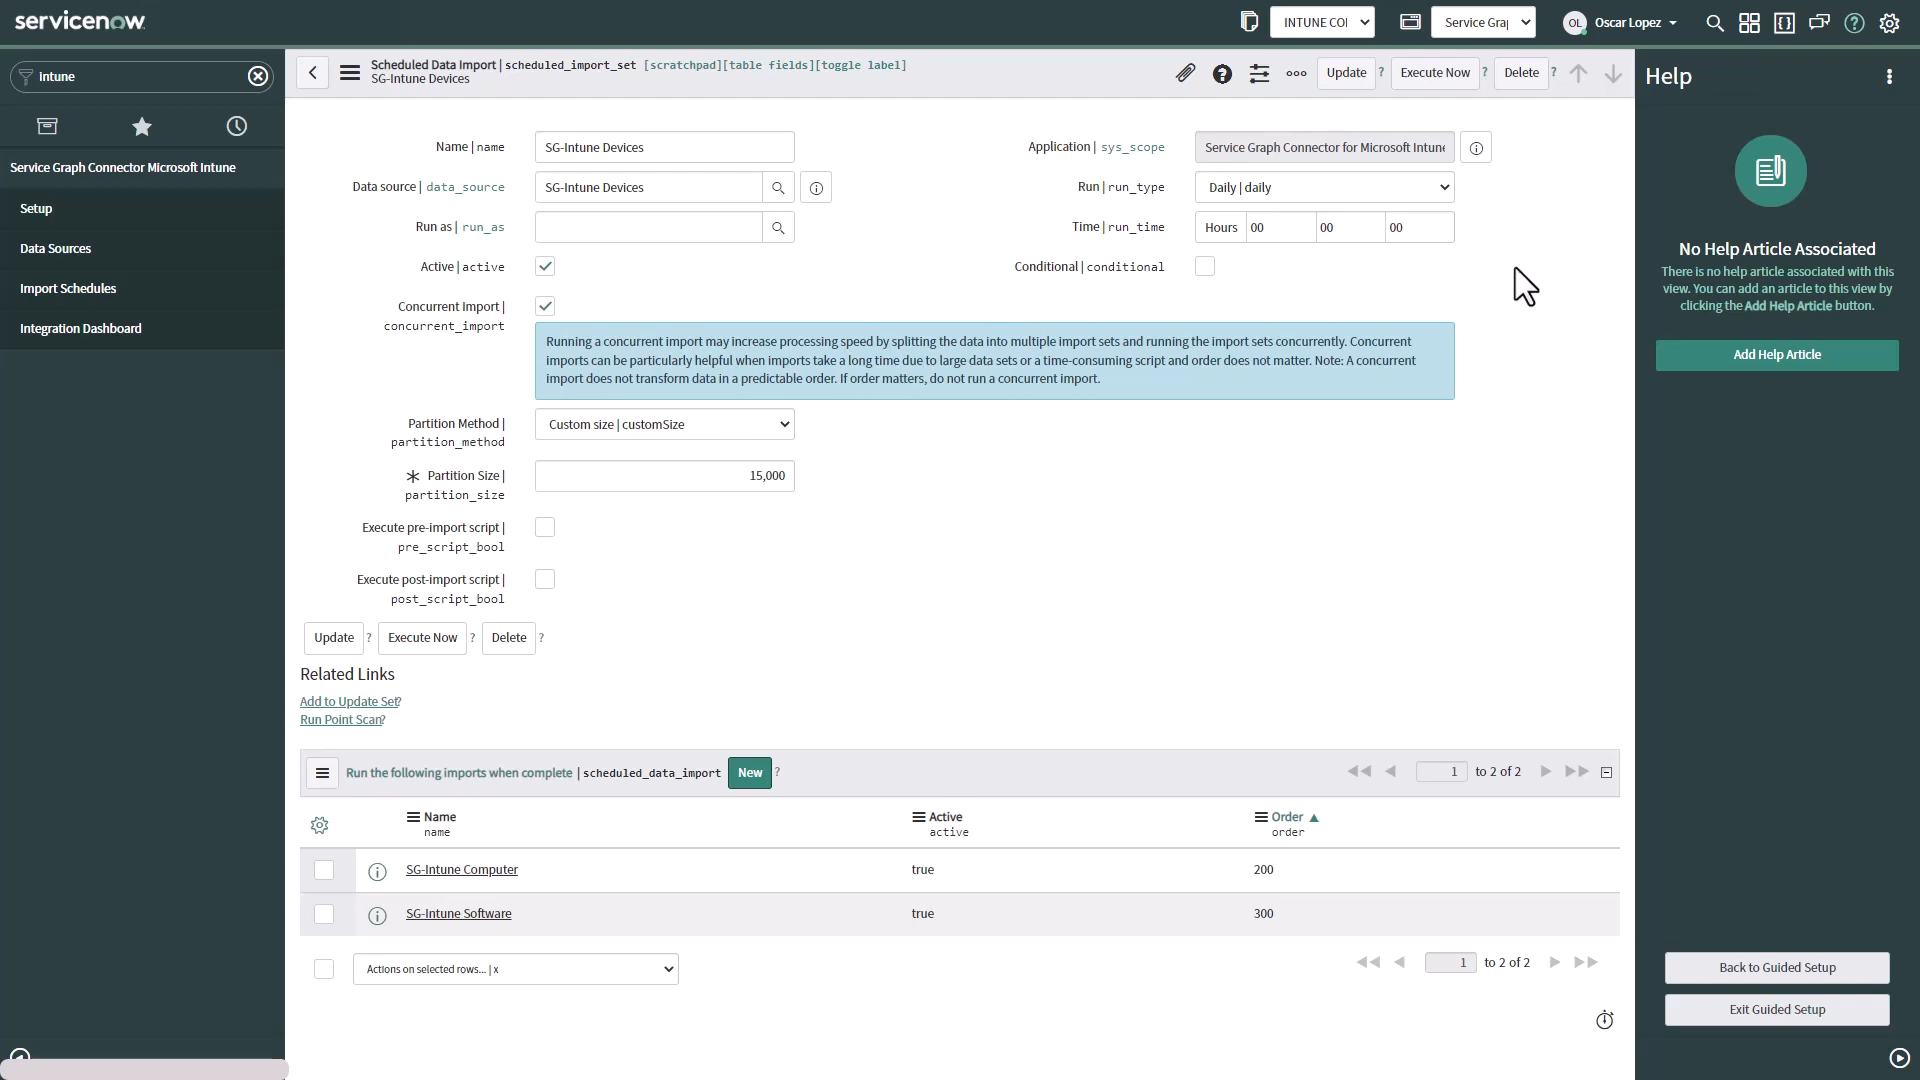 servicenow
INTUNE COI
Service Graj
OL
Oscar Lopez
Intune
Service Graph Connector Microsoft Intune
Setup
Data Sources
Import Schedules
Integration Dashboard
Scheduled Data Import | scheduled_import_set [scratchpad][table fields][toggle label]
SG-Intune Devices
Update ? Execute Now ? Delete ?
Name | name
SG-Intune Devices
Data source | data_source
SG-Intune Devices
Run as | run_as
Active | active
Concurrent Import |
concurrent_import
Application | sys_scope
Service Graph Connector for Microsoft Intune
Run | run_type
Daily | daily
Time | run_time
Hours 00 00 00
Conditional | conditional
Running a concurrent import may increase processing speed by splitting the data into multiple import sets and running the import sets concurrently. Concurrent
imports can be particularly helpful when imports take a long time due to large data sets or a time-consuming script and order does not matter. Note: A concurrent
import does not transform data in a predictable order. If order matters, do not run a concurrent import.
Partition Method |
partition_method
Custom size | customSize
Partition Size |
partition_size
15,000
Execute pre-import script |
pre_script_bool
Execute post-import script |
post_script_bool
Update ? Execute Now ? Delete ?
Related Links
Add to Update Set?
Run Point Scan?
Run the following imports when complete | scheduled_data_import New ?
1 to 2 of 2
Name
name
Active
active
Order
order
SG-Intune Computer true 200
SG-Intune Software true 300
Actions on selected rows... | x
1 to 2 of 2
Help
No Help Article Associated
There is no help article associated with this
view. You can add an article to this view by
clicking the Add Help Article button.
Add Help Article
Back to Guided Setup
Exit Guided Setup